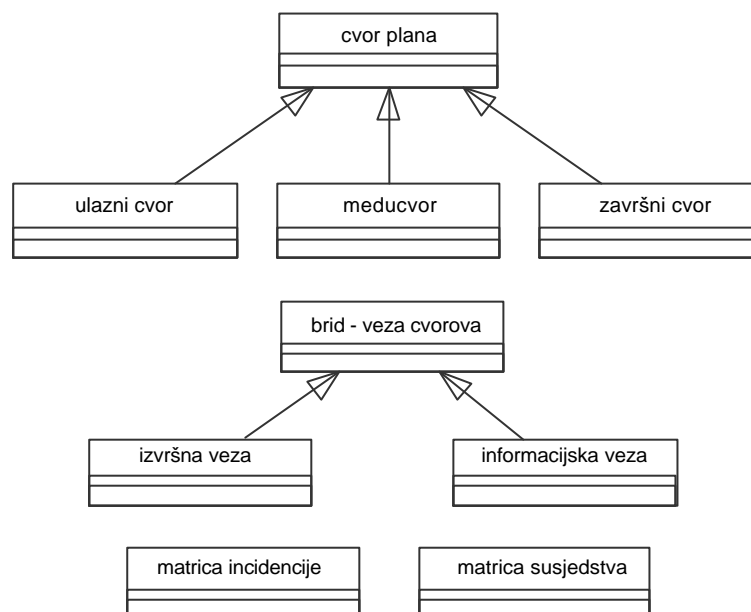 cvor plana
ulazni cvor
meducvor
završni cvor
brid - veza cvorova
izvršna veza
informacijska veza
matrica incidencije
matrica susjedstva